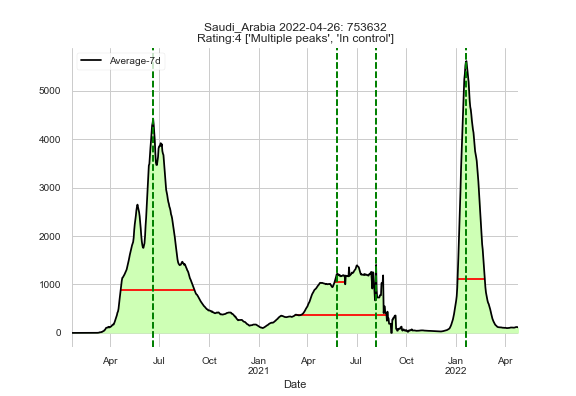 Saudi_Arabia 2022-04-26: 753632
Rating:4 ['Multiple peaks', 'In control']
Average-7d
5000
4000
3000
2000
1000
0
Apr Jul Oct Jan Apr Jul Oct Jan Apr
2021 2022
Date